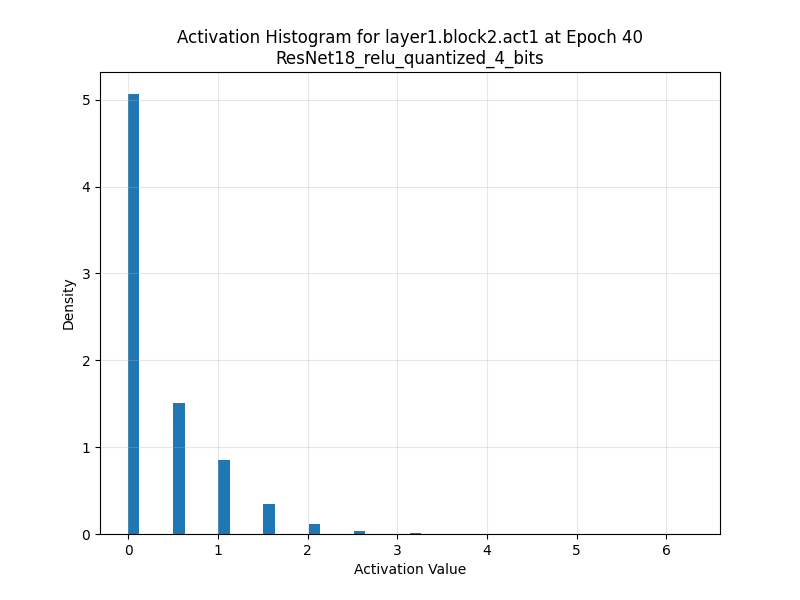 Activation Histogram for layer1.block2.act1 at Epoch 40
ResNet18_relu_quantized_4_bits
Density
5
4
3
2
1
0
0 1 2 3 4 5 6
Activation Value